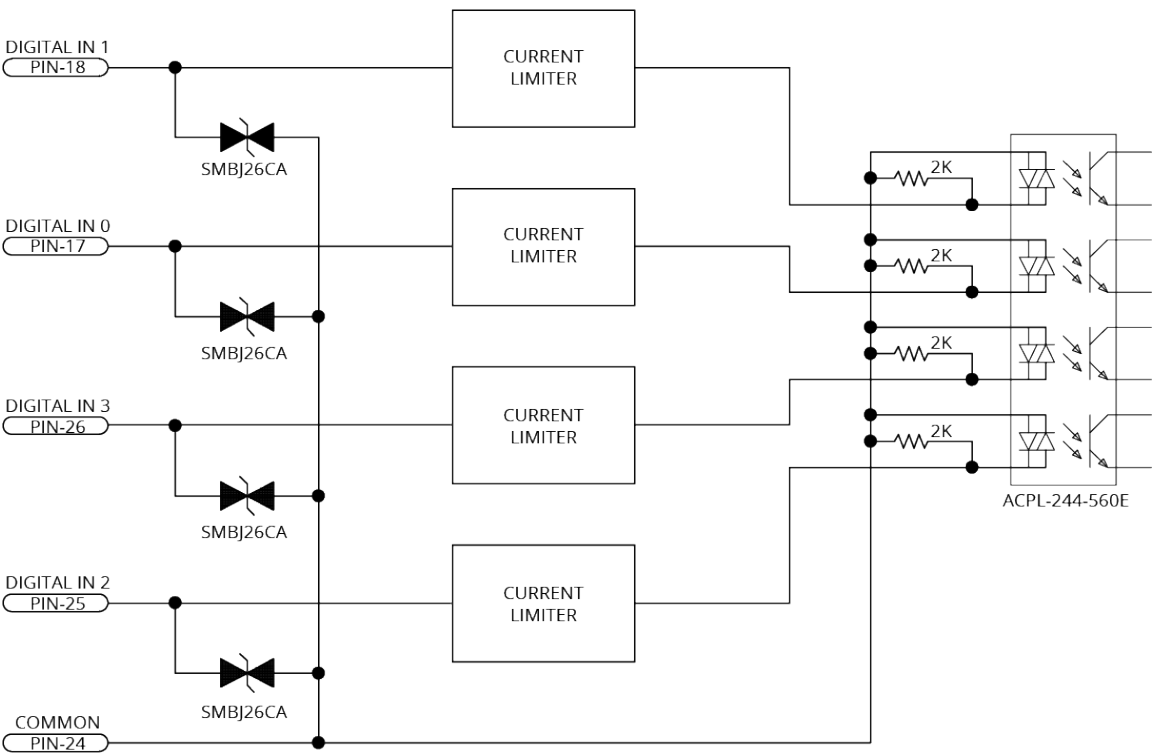 DIGITAL IN 1
PIN-18
CURRENT
LIMITER
SMBJ26CA
2K
DIGITAL IN 0
PIN-17
CURRENT
LIMITER
SMBJ26CA
2K
2K
DIGITAL IN 3
PIN-26
CURRENT
LIMITER
SMBJ26CA
2K
ACPL-244-560E
DIGITAL IN 2
PIN-25
CURRENT
LIMITER
SMBJ26CA
COMMON
PIN-24